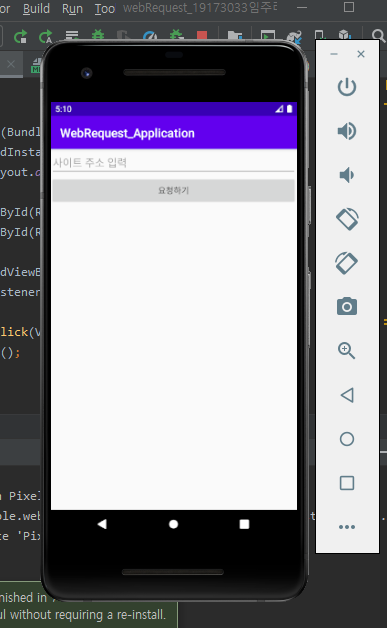 or Build Run Too webRequest_19173033임주
5:10
WebRequest_Application
사이트 주소 입력
요청하기
(Bundl
dInsta
yout.a
ById(R
ById(R
dViewB
stener
lick(V
();
n Pixel
ple.web
te 'Pix
nished in
ul without requiring a re-install.